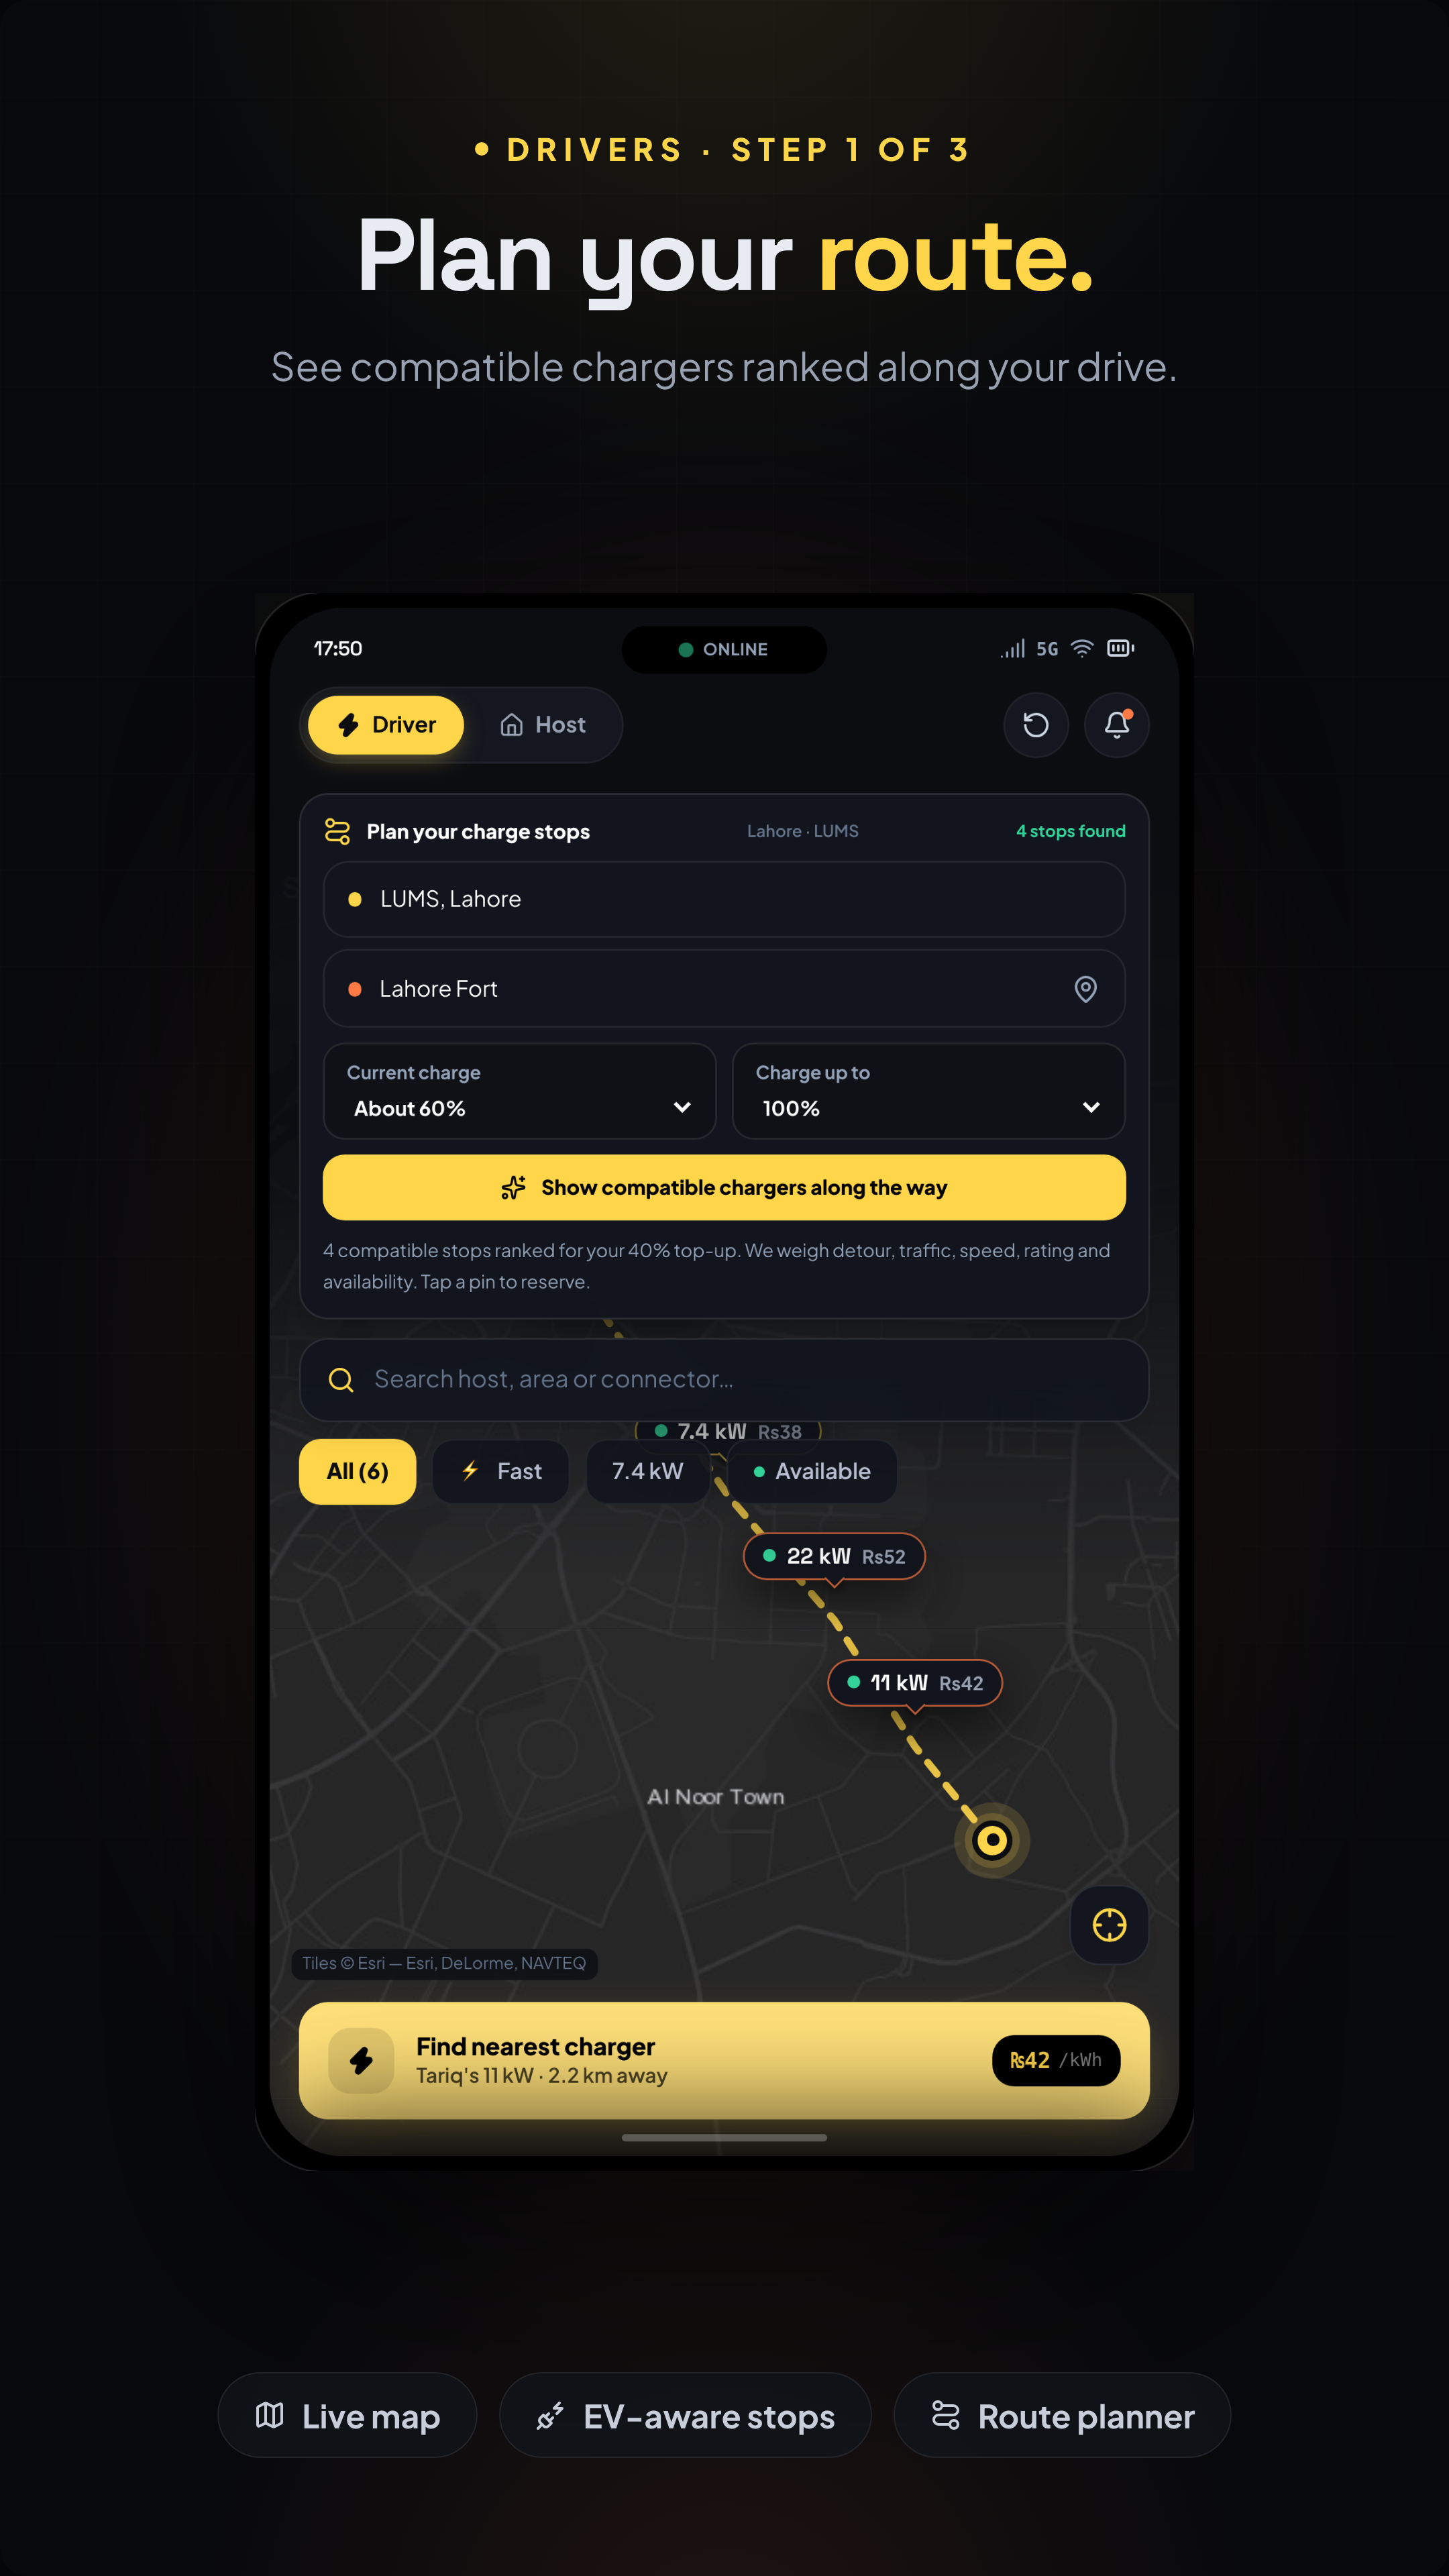 DRIVERS · STEP 1 OF 3
Plan your route.
See compatible chargers ranked along your drive.
17:50
ONLINE
5G
Driver
Host
Plan your charge stops
Lahore · LUMS
4 stops found
LUMS, Lahore
Lahore Fort
Current charge
About 60%
Charge up to
100%
Show compatible chargers along the way
4 compatible stops ranked for your 40% top-up. We weigh detour, traffic, speed, rating and
availability. Tap a pin to reserve.
Search host, area or connector...
7.4 kW Rs38
All (6)
Fast
7.4 kW
Available
22 kW Rs52
11 kW Rs42
Al Noor Town
Tiles © Esri — Esri, DeLorme, NAVTEQ
Find nearest charger
Tariq's 11 kW · 2.2 km away
₨42 /kWh
Live map
EV-aware stops
Route planner